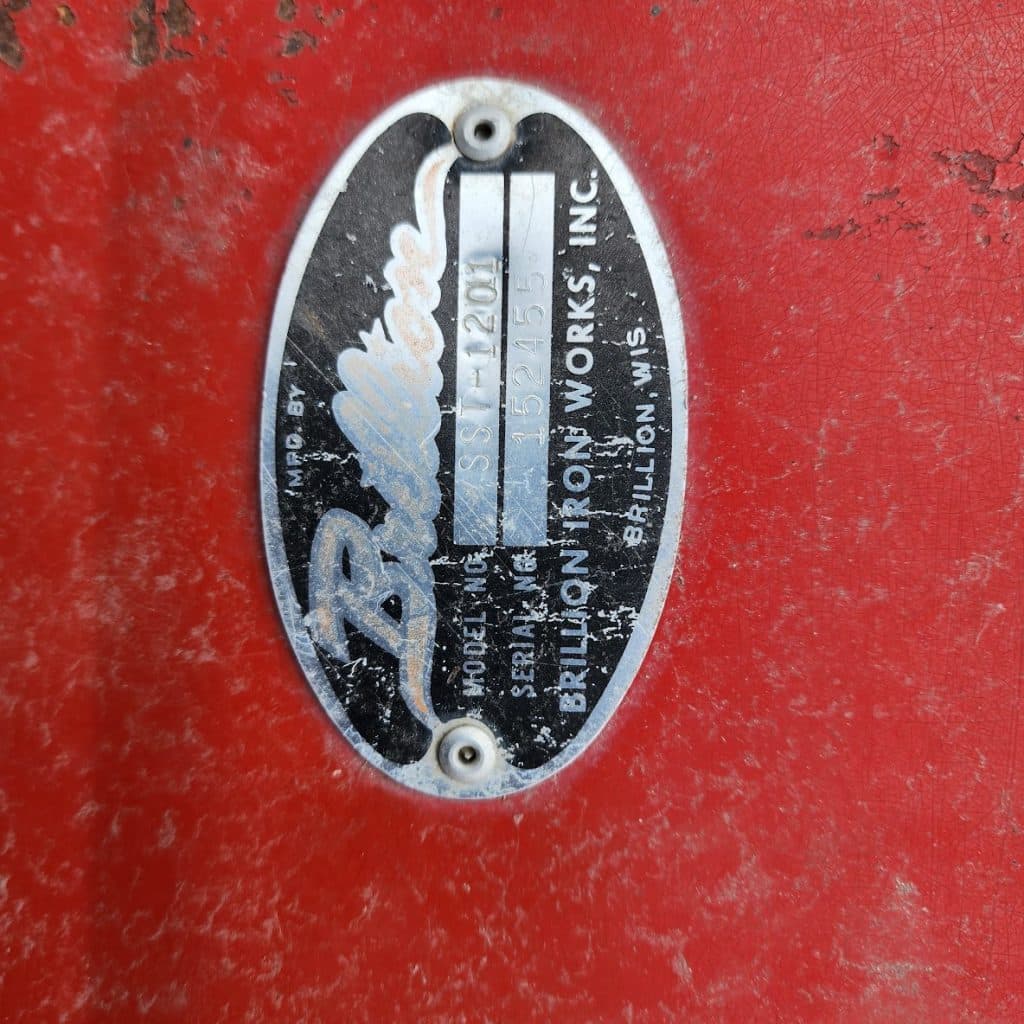 MFD. BY
Brillion
MODEL NO. SST-1201
SERIAL NO. 152455
BRILLION IRON WORKS, INC.
BRILLION, WIS.